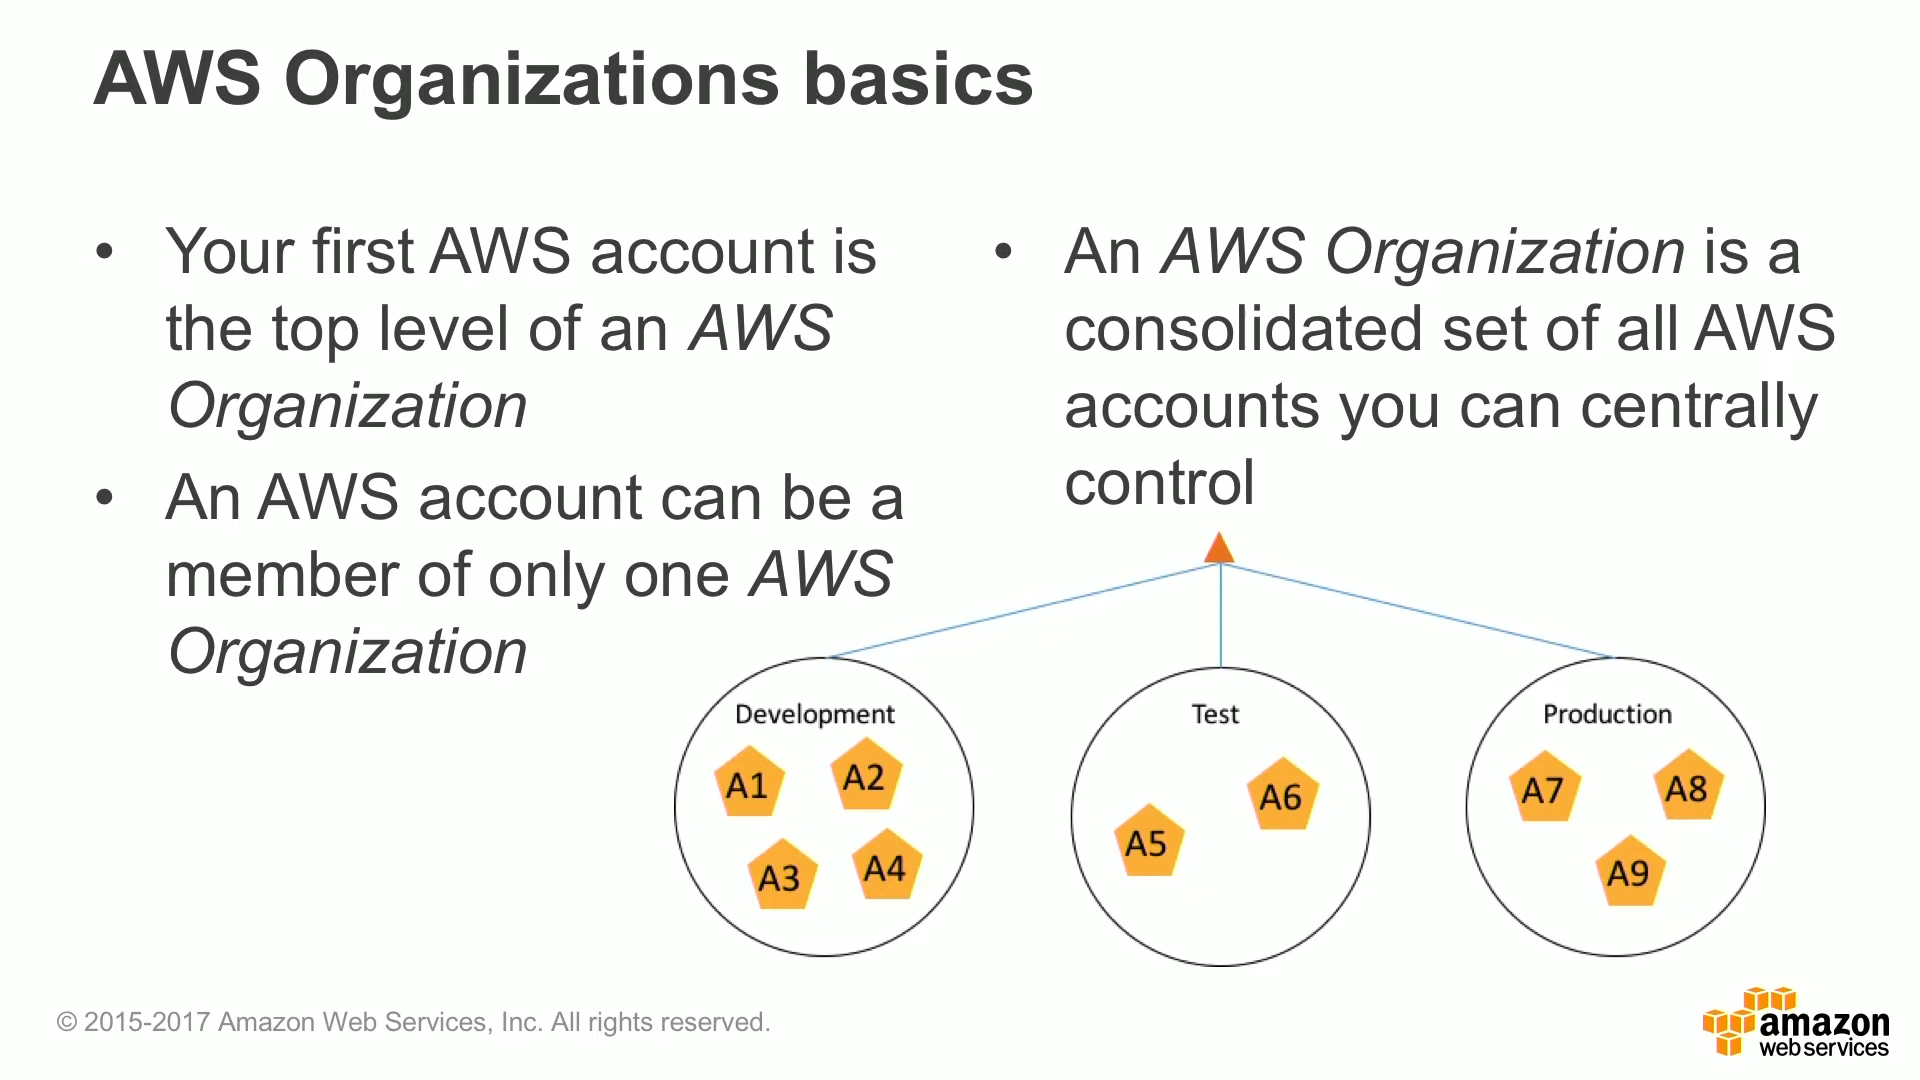 AWS Organizations basics
• Your first AWS account is
the top level of an AWS
Organization
• An AWS account can be a
member of only one AWS
Organization
• An AWS Organization is a
consolidated set of all AWS
accounts you can centrally
control
Development
A1
A2
A3
A4
Test
A5
A6
Production
A7
A8
A9
© 2015-2017 Amazon Web Services, Inc. All rights reserved.
amazon
web services